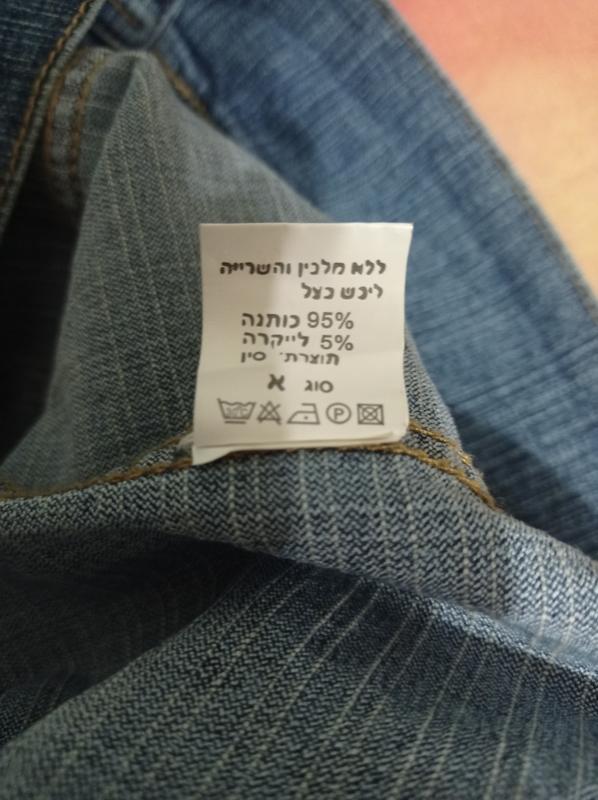 ללא מלבין והשרייה
ליבש בצל
95% כותנה
5% לייקרה
תוצרת: סין
סוג א
P